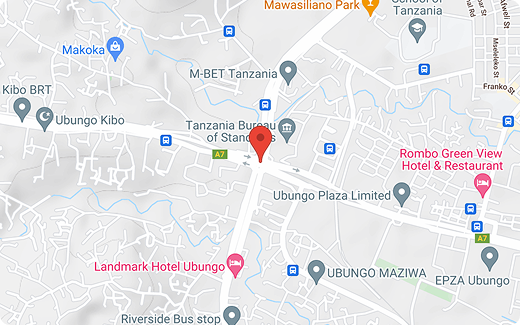 Mawasiliano Park
School of
Tanzania
Afwell St
Mseleleko St
Makoka
M-BET Tanzania
Franko St
Kibo BRT
Ubungo Kibo
Tanzania Bureau
of Standards
A7
Rombo Green View
Hotel & Restaurant
Ubungo Plaza Limited
A7
Landmark Hotel Ubungo
UBUNGO MAZIWA
EPZA Ubungo
Riverside Bus stop